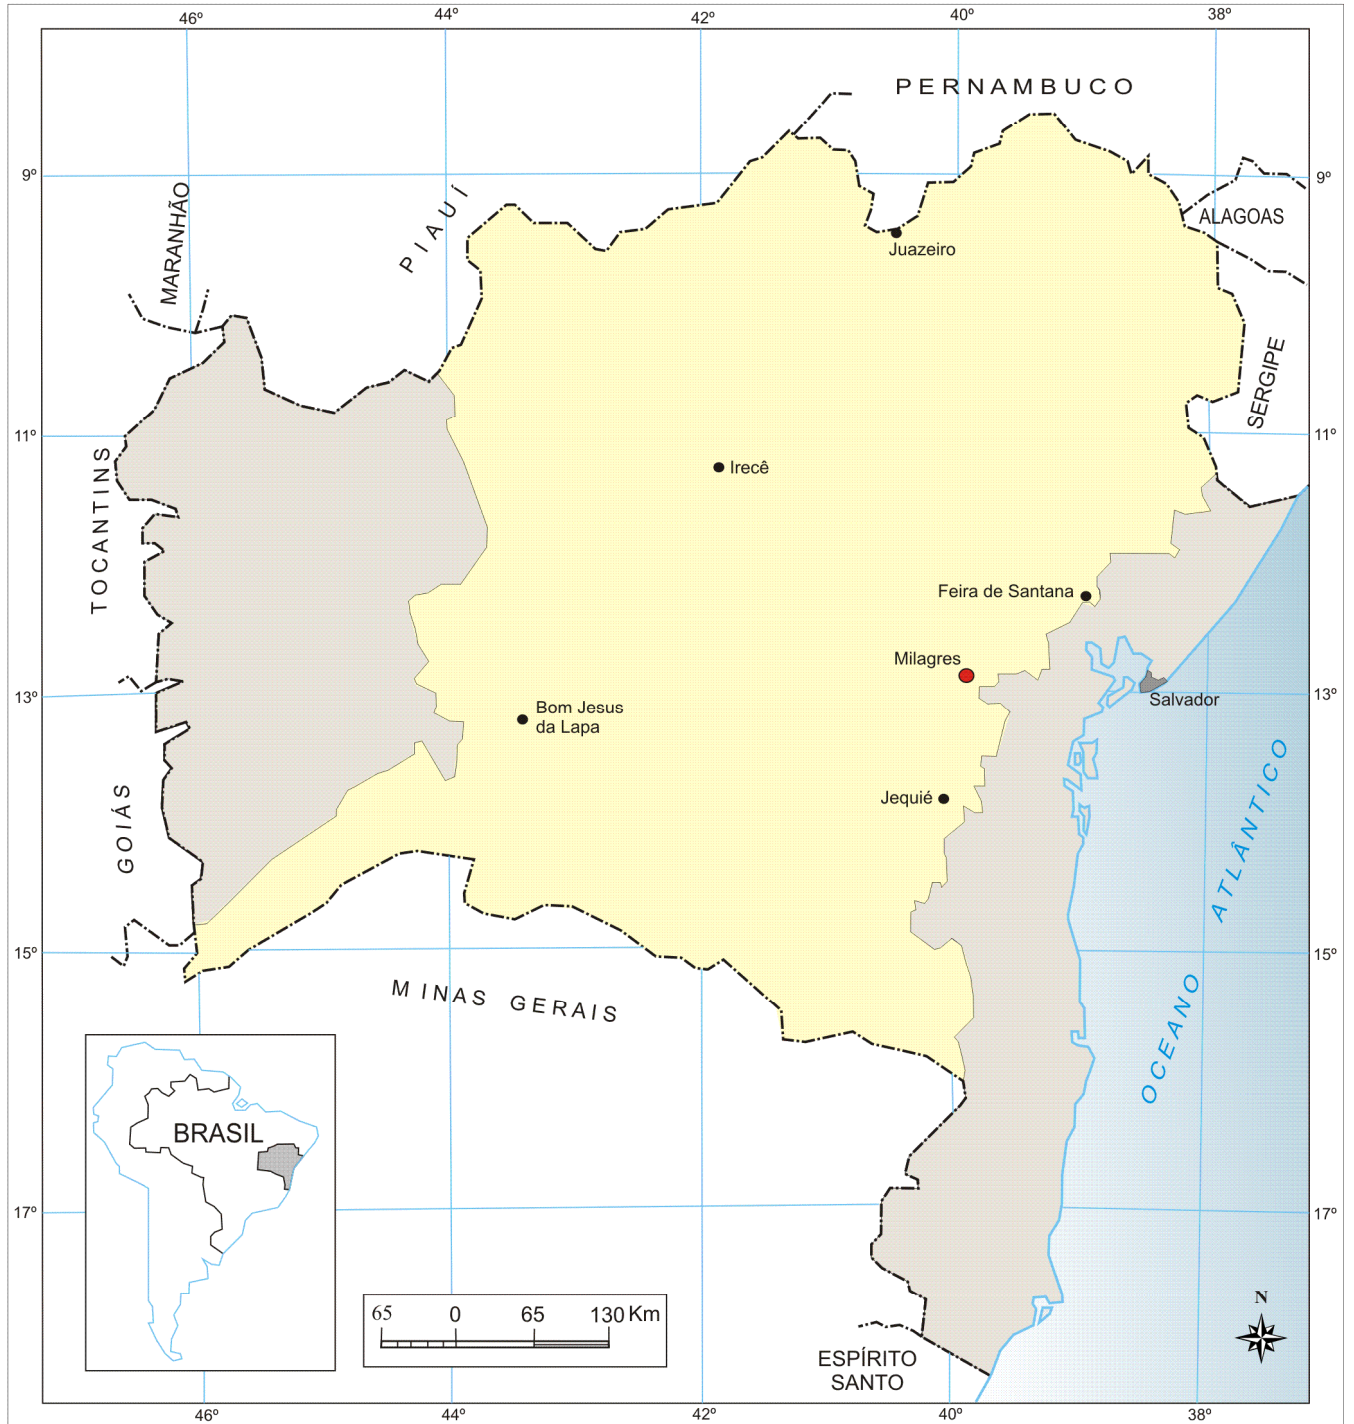 46º
44º
42º
40º
38º
PERNAMBUCO
9º
9º
MARANHÃO
PIAUÍ
ALAGOAS
Juazeiro
SERGIPE
11º
11º
TOCANTINS
Irecê
Feira de Santana
Milagres
13º
13º
Salvador
Bom Jesus
da Lapa
Jequié
GOIÁS
OCEANO ATLÂNTICO
15º
15º
MINAS GERAIS
BRASIL
17º
17º
65 0 65 130 Km
N
ESPÍRITO
SANTO
46º
44º
42º
40º
38º